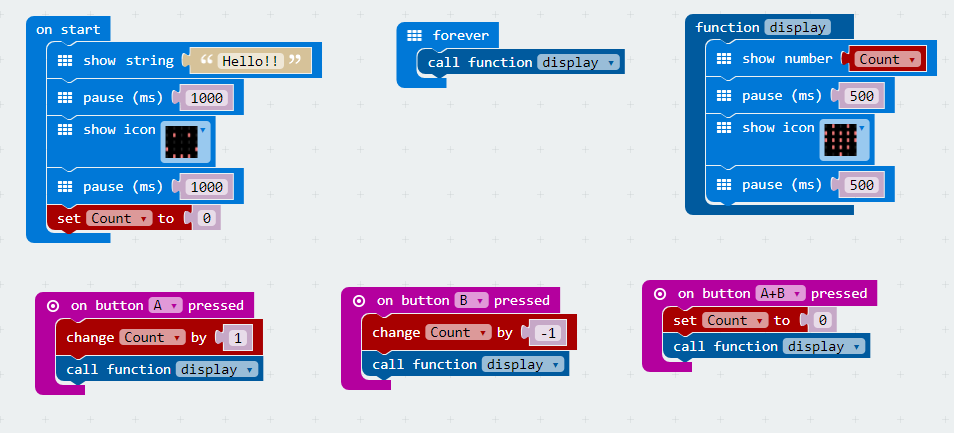 on start
show string “ Hello!! ”
pause (ms) 1000
show icon
pause (ms) 1000
set Count to 0
forever
call function display
function display
show number Count
pause (ms) 500
show icon
pause (ms) 500
on button A pressed
change Count by 1
call function display
on button B pressed
change Count by -1
call function display
on button A+B pressed
set Count to 0
call function display